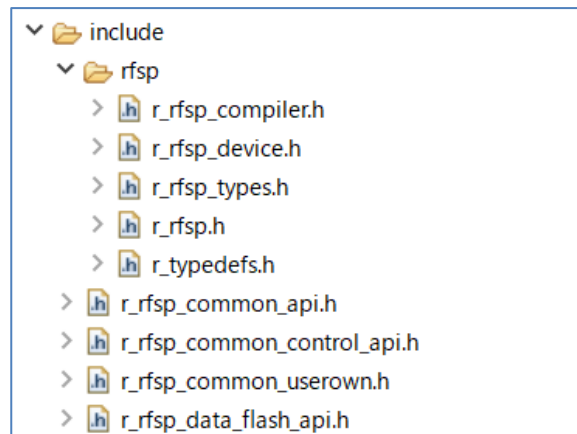 include
rfsp
r_rfsp_compiler.h
r_rfsp_device.h
r_rfsp_types.h
r_rfsp.h
r_typedefs.h
r_rfsp_common_api.h
r_rfsp_common_control_api.h
r_rfsp_common_userown.h
r_rfsp_data_flash_api.h